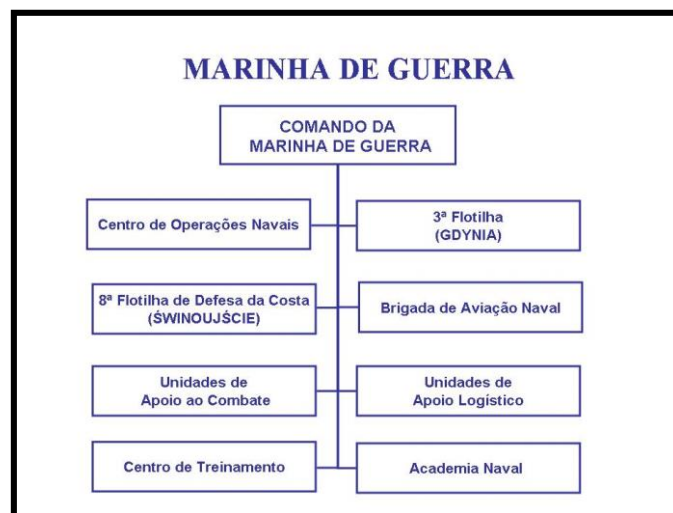 MARINHA DE GUERRA
COMANDO DA
MARINHA DE GUERRA
Centro de Operações Navais
3ª Flotilha
(GDYNIA)
8ª Flotilha de Defesa da Costa
(ŚWINOUJŚCIE)
Brigada de Aviação Naval
Unidades de
Apoio ao Combate
Unidades de
Apoio Logístico
Centro de Treinamento
Academia Naval